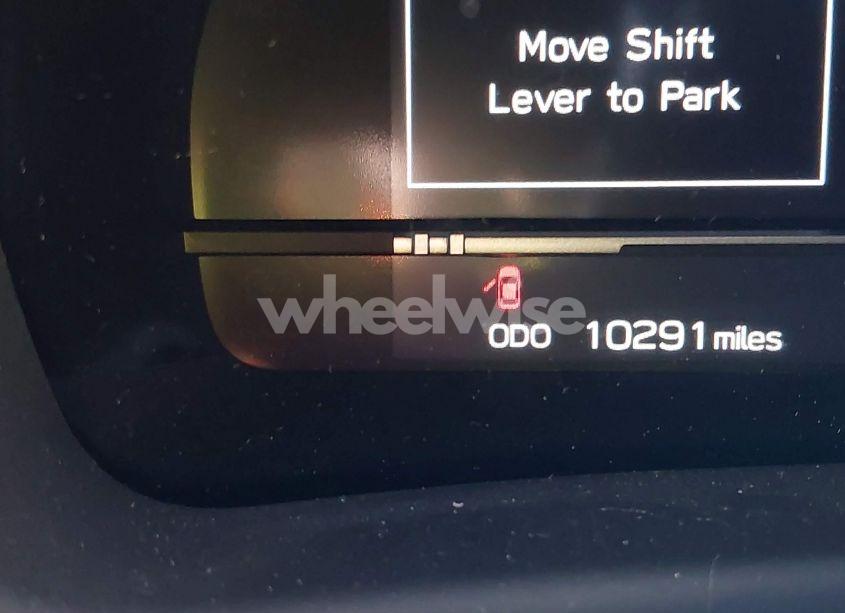 Move Shift
Lever to Park
wheelwise
ODO 10291 miles